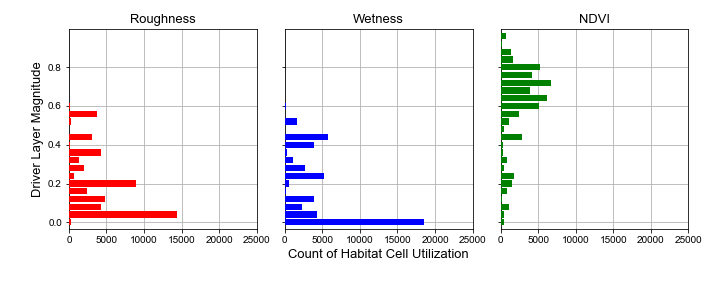 Roughness Wetness NDVI
Driver Layer Magnitude
0.8
0.6
0.4
0.2
0.0
0 5000 10000 15000 20000 25000 0 5000 10000 15000 20000 25000 0 5000 10000 15000 20000 25000
Count of Habitat Cell Utilization